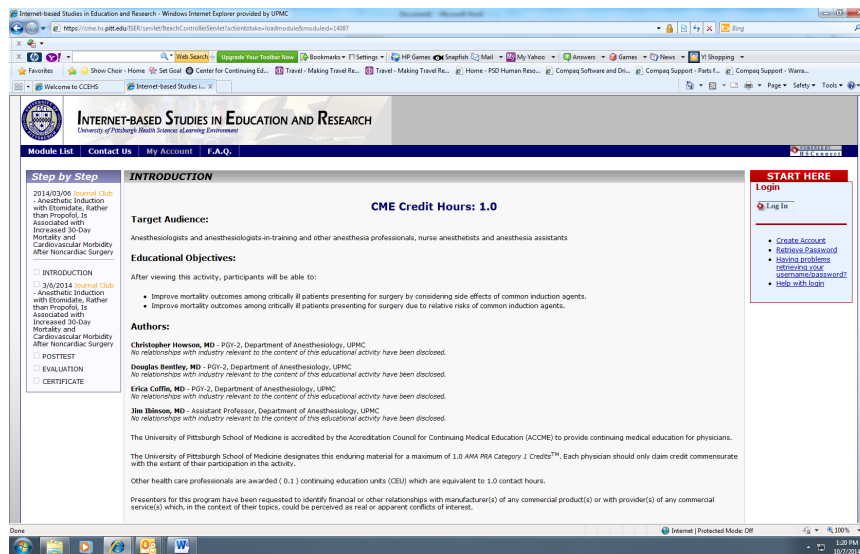 Internet-based Studies in Education and Research - Windows Internet Explorer provided by UPMC
https://cme.hs.pitt.edu/ISER/servlet/IteachControllerServlet?actiontotake=loadmodule&moduleid=14087
Bing
Web Search
Upgrade Your Toolbar Now
Bookmarks
Settings
HP Games
Snapfish
Mail
My Yahoo
Answers
Games
News
Y! Shopping
Favorites
Show Choir - Home
Set Goal
Center for Continuing Ed...
Travel - Making Travel Re...
Travel - Making Travel Re...
Home - PSD Human Reso...
Compaq Software and Dri...
Compaq Support - Parts f...
Compaq Support - Warra...
Welcome to CCEHS
Internet-based Studies i...
Page
Safety
Tools
INTERNET-BASED STUDIES IN EDUCATION AND RESEARCH
University of Pittsburgh Health Sciences eLearning Environment
Module List
Contact Us
My Account
F.A.Q.
POWERED BY
HSConnect
Step by Step
2014/03/06 Journal Club
- Anesthetic Induction
with Etomidate, Rather
than Propofol, Is
Associated with
Increased 30-Day
Mortality and
Cardiovascular Morbidity
After Noncardiac Surgery
INTRODUCTION
3/6/2014 Journal Club
- Anesthetic Induction
with Etomidate, Rather
than Propofol, Is
Associated with
Increased 30-Day
Mortality and
Cardiovascular Morbidity
After Noncardiac Surgery
POSTTEST
EVALUATION
CERTIFICATE
INTRODUCTION
CME Credit Hours: 1.0
Target Audience:
Anesthesiologists and anesthesiologists-in-training and other anesthesia professionals, nurse anesthetists and anesthesia assistants
Educational Objectives:
After viewing this activity, participants will be able to:
• Improve mortality outcomes among critically ill patients presenting for surgery by considering side effects of common induction agents.
• Improve mortality outcomes among critically ill patients presenting for surgery due to relative risks of common induction agents.
Authors:
Christopher Howson, MD - PGY-2, Department of Anesthesiology, UPMC
No relationships with industry relevant to the content of this educational activity have been disclosed.
Douglas Bentley, MD - PGY-2, Department of Anesthesiology, UPMC
No relationships with industry relevant to the content of this educational activity have been disclosed.
Erica Coffin, MD - PGY-2, Department of Anesthesiology, UPMC
No relationships with industry relevant to the content of this educational activity have been disclosed.
Jim Ibinson, MD - Assistant Professor, Department of Anesthesiology, UPMC
No relationships with industry relevant to the content of this educational activity have been disclosed.
The University of Pittsburgh School of Medicine is accredited by the Accreditation Council for Continuing Medical Education (ACCME) to provide continuing medical education for physicians.
The University of Pittsburgh School of Medicine designates this enduring material for a maximum of 1.0 AMA PRA Category 1 Credits™. Each physician should only claim credit commensurate
with the extent of their participation in the activity.
Other health care professionals are awarded ( 0.1 ) continuing education units (CEU) which are equivalent to 1.0 contact hours.
Presenters for this program have been requested to identify financial or other relationships with manufacturer(s) of any commercial product(s) or with provider(s) of any commercial
service(s) which, in the context of their topics, could be perceived as real or apparent conflicts of interest.
START HERE
Login
Log In
• Create Account
• Retrieve Password
• Having problems
retrieving your
username/password?
• Help with login
Done
Internet | Protected Mode: Off
100%
1:20 PM
10/7/2014